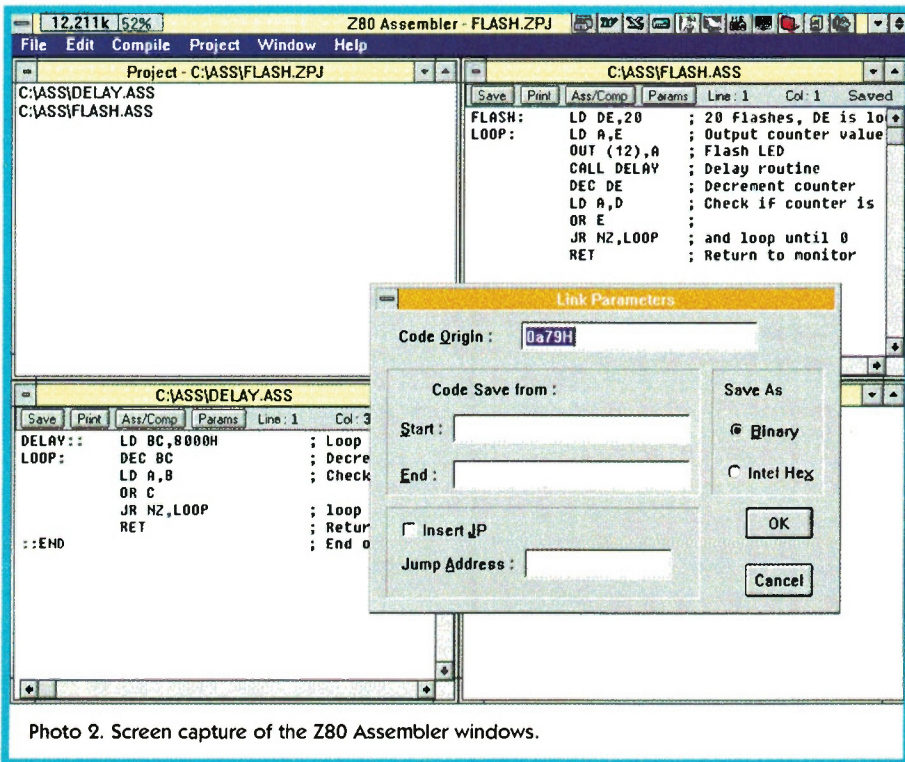 12,211k 52% Z80 Assembler - FLASH.ZPJ
File Edit Compile Project Window Help
Project - C:\ASS\FLASH.ZPJ
C:\ASS\DELAY.ASS
C:\ASS\FLASH.ASS
C:\ASS\FLASH.ASS
Save Print Ass/Comp Params Line : 1 Col : 1 Saved
FLASH: LD DE,20 ; 20 flashes, DE is lo
LOOP: LD A,E ; Output counter value
OUT (12),A ; Flash LED
CALL DELAY ; Delay routine
DEC DE ; Decrement counter
LD A,D ; Check if counter is
OR E ;
JR NZ,LOOP ; and loop until 0
RET ; Return to monitor
C:\ASS\DELAY.ASS
Save Print Ass/Comp Params Line : 1 Col : 3
DELAY:: LD BC,8000H ; Loop
LOOP: DEC BC ; Decre
LD A,B ; Check
OR C
JR NZ,LOOP ; loop
RET ; Retur
::END ; End o
Link Parameters
Code Origin : 0a79H
Code Save from :
Start :
End :
Save As
Binary
Intel Hex
Insert JP
Jump Address :
OK
Cancel
Photo 2. Screen capture of the Z80 Assembler windows.